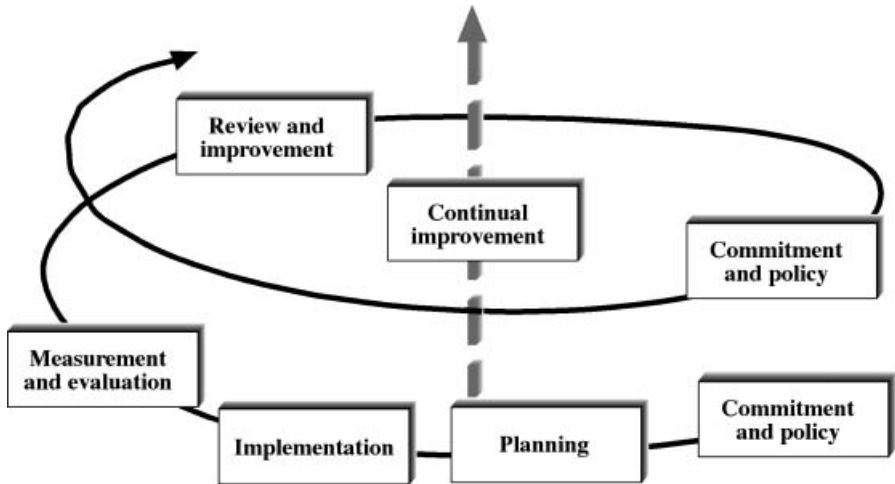 Review and
improvement
Continual
improvement
Commitment
and policy
Measurement
and evaluation
Implementation
Planning
Commitment
and policy